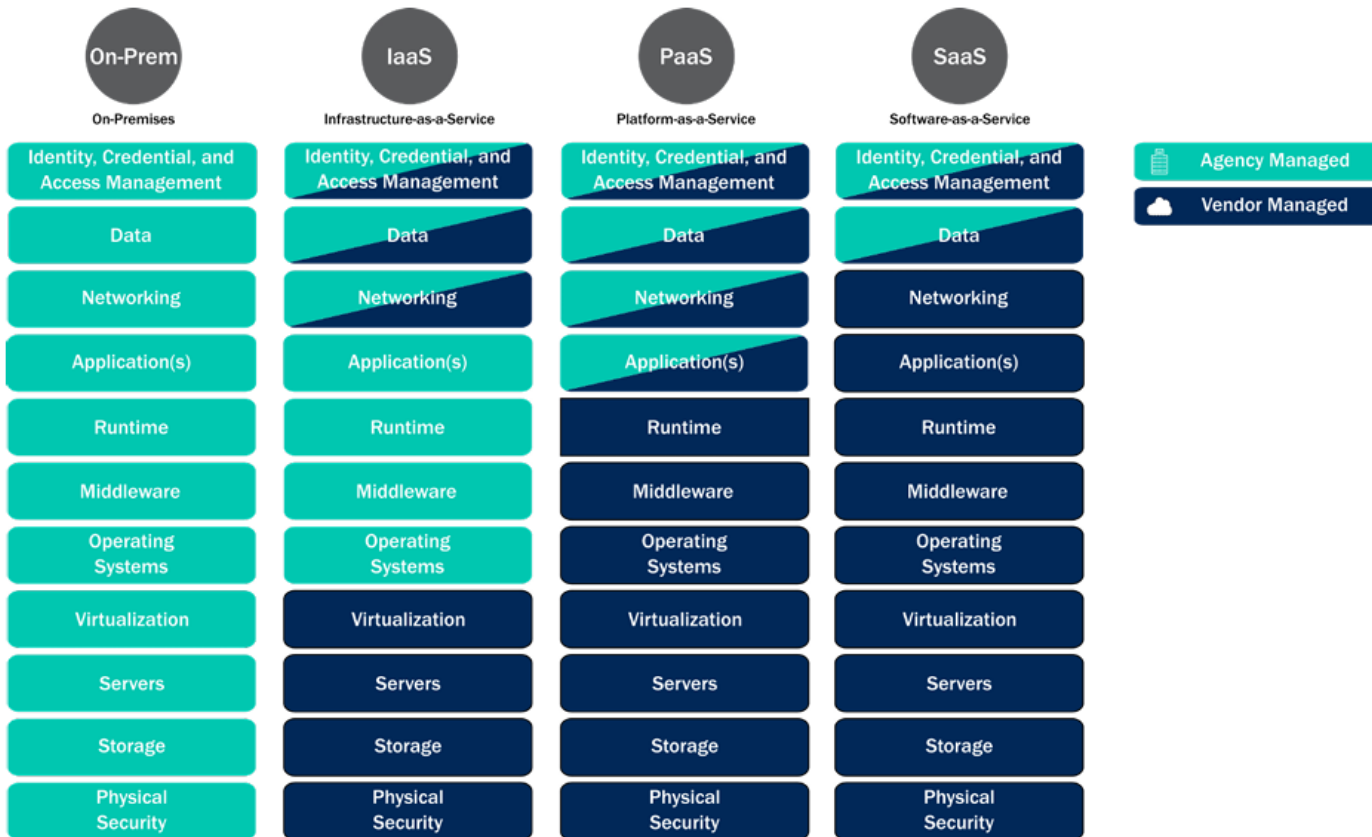 On-Prem
IaaS
PaaS
SaaS
On-Premises
Infrastructure-as-a-Service
Platform-as-a-Service
Software-as-a-Service
Identity, Credential, and
Access Management
Identity, Credential, and
Access Management
Identity, Credential, and
Access Management
Identity, Credential, and
Access Management
Agency Managed
Vendor Managed
Data
Data
Data
Data
Networking
Networking
Networking
Networking
Application(s)
Application(s)
Application(s)
Application(s)
Runtime
Runtime
Runtime
Runtime
Middleware
Middleware
Middleware
Middleware
Operating
Systems
Operating
Systems
Operating
Systems
Operating
Systems
Virtualization
Virtualization
Virtualization
Virtualization
Servers
Servers
Servers
Servers
Storage
Storage
Storage
Storage
Physical
Security
Physical
Security
Physical
Security
Physical
Security